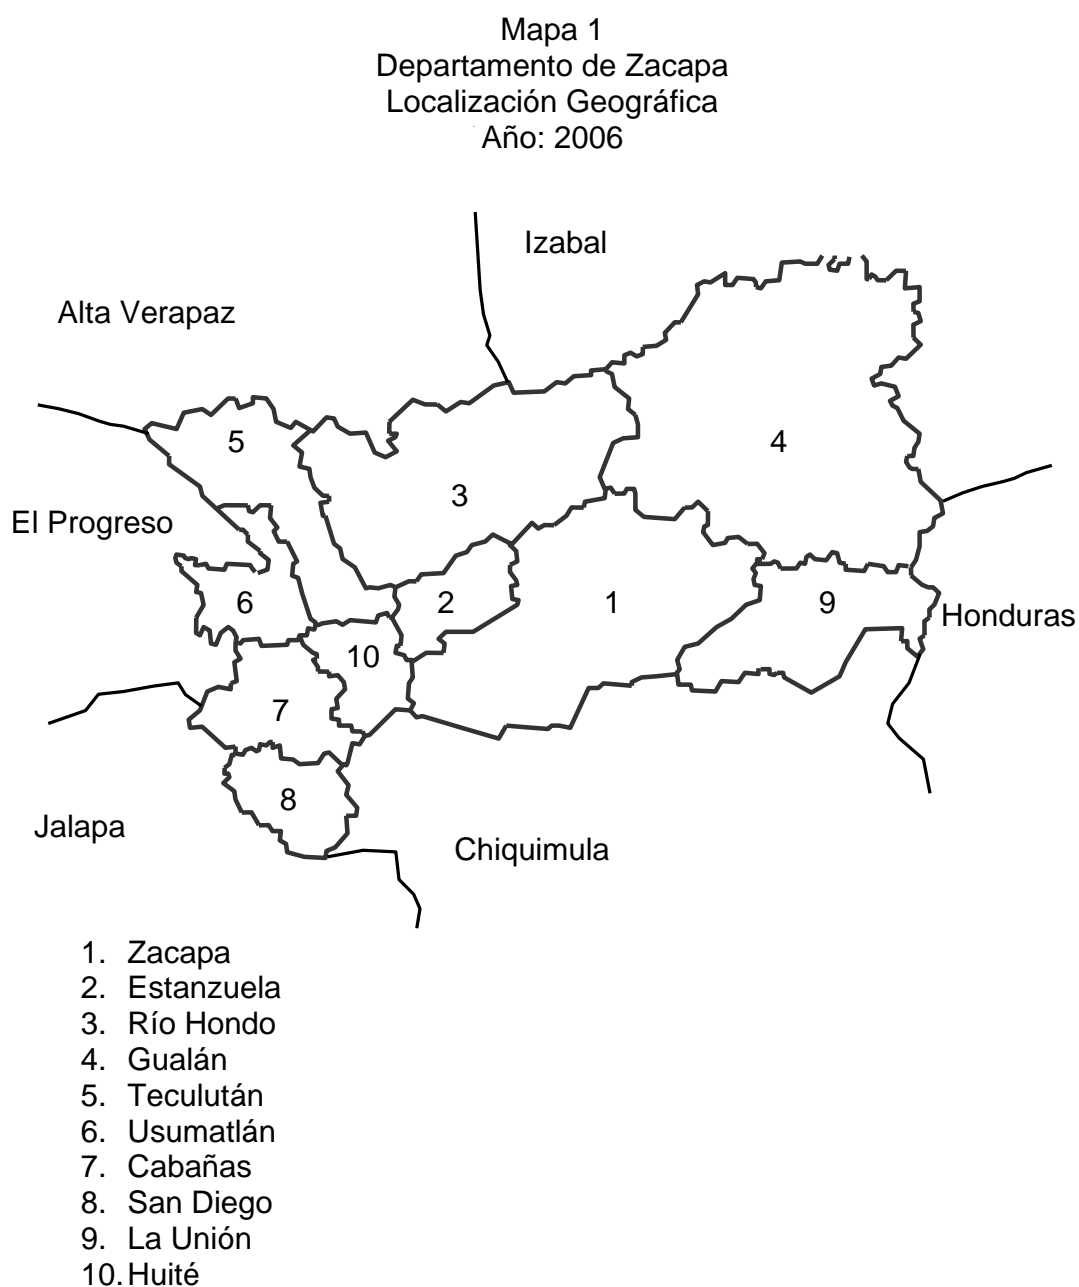 Mapa 1
Departamento de Zacapa
Localización Geográfica
Año: 2006
Izabal
Alta Verapaz
5
4
3
El Progreso
6
2
1
9
Honduras
10
7
8
Jalapa
Chiquimula
1. Zacapa
2. Estanzuela
3. Río Hondo
4. Gualán
5. Teculután
6. Usumatlán
7. Cabañas
8. San Diego
9. La Unión
10. Huité